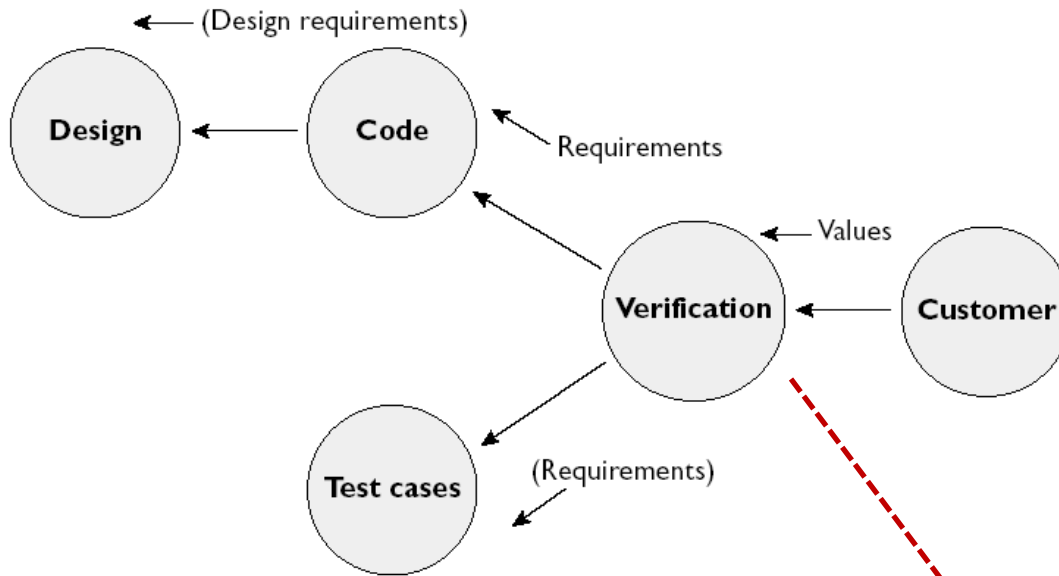 (Design requirements)
Design
Code
Requirements
Values
Verification
Customer
(Requirements)
Test cases